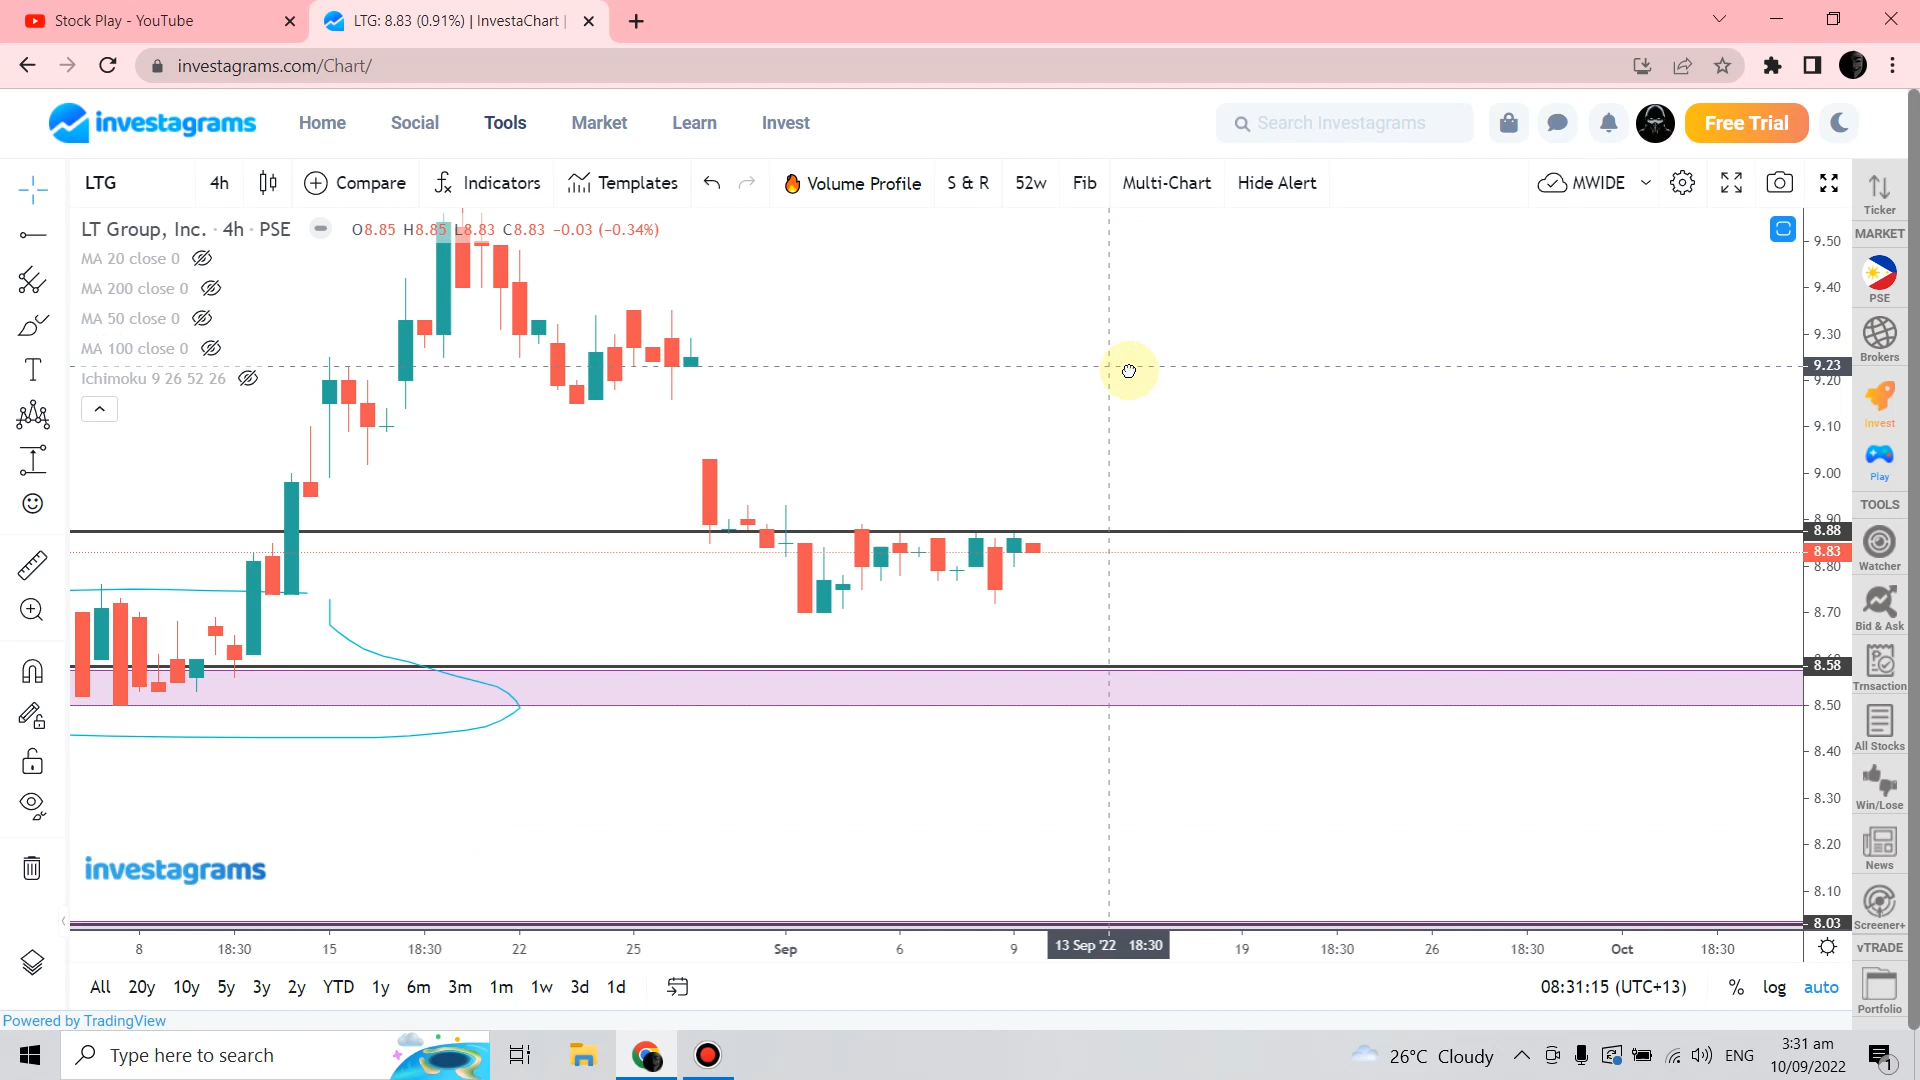 Stock Play - YouTube
LTG: 8.83 (0.91%) | InvestaChart |
investagrams.com/Chart/
investagrams
Home
Social
Tools
Market
Learn
Invest
Search Investagrams
Free Trial
LTG
4h
Compare
Indicators
Templates
Volume Profile
S & R
52w
Fib
Multi-Chart
Hide Alert
MWIDE
LT Group, Inc. · 4h · PSE
O8.85 H8.85 L8.83 C8.83 −0.03 (−0.34%)
MA 20 close 0
MA 200 close 0
MA 50 close 0
MA 100 close 0
Ichimoku 9 26 52 26
9.50
9.40
9.30
9.23
9.20
9.10
9.00
8.90
8.88
8.83
8.80
8.70
8.58
8.50
8.40
8.30
8.20
8.10
8.03
Ticker
MARKET
PSE
Brokers
Invest
Play
TOOLS
Watcher
Bid & Ask
Trnsaction
All Stocks
Win/Lose
News
Screener+
vTRADE
Portfolio
investagrams
8
18:30
15
18:30
22
25
Sep
6
9
13 Sep '22 18:30
19
18:30
26
18:30
Oct
18:30
All
20y
10y
5y
3y
2y
YTD
1y
6m
3m
1m
1w
3d
1d
08:31:15 (UTC+13)
%
log
auto
Powered by TradingView
Type here to search
26°C Cloudy
ENG
3:31 am
10/09/2022
1